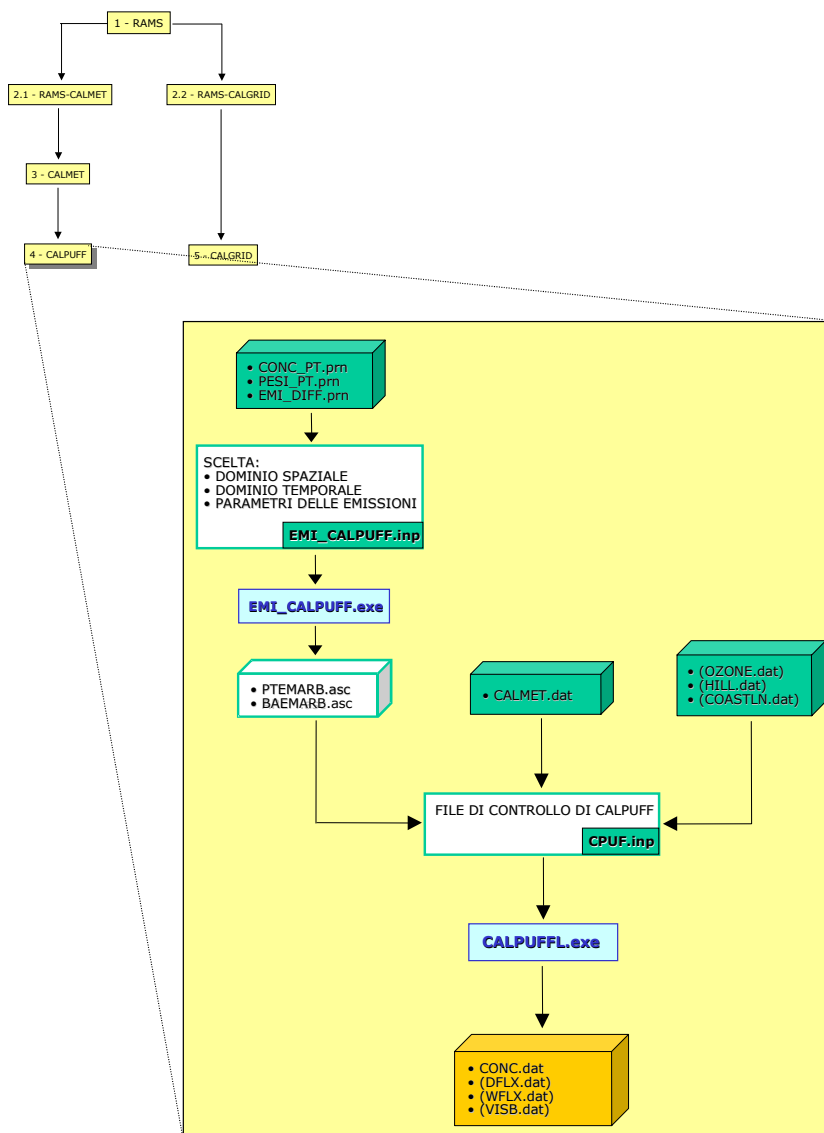 1 - RAMS
2.1 - RAMS-CALMET
2.2 - RAMS-CALGRID
3 - CALMET
4 - CALPUFF
5 - CALGRID
• CONC_PT.prn
• PESI_PT.prn
• EMI_DIFF.prn
SCELTA:
• DOMINIO SPAZIALE
• DOMINIO TEMPORALE
• PARAMETRI DELLE EMISSIONI
EMI_CALPUFF.inp
EMI_CALPUFF.exe
• PTEMARB.asc
• BAEMARB.asc
• CALMET.dat
• (OZONE.dat)
• (HILL.dat)
• (COASTLN.dat)
FILE DI CONTROLLO DI CALPUFF
CPUF.inp
CALPUFFL.exe
• CONC.dat
• (DFLX.dat)
• (WFLX.dat)
• (VISB.dat)